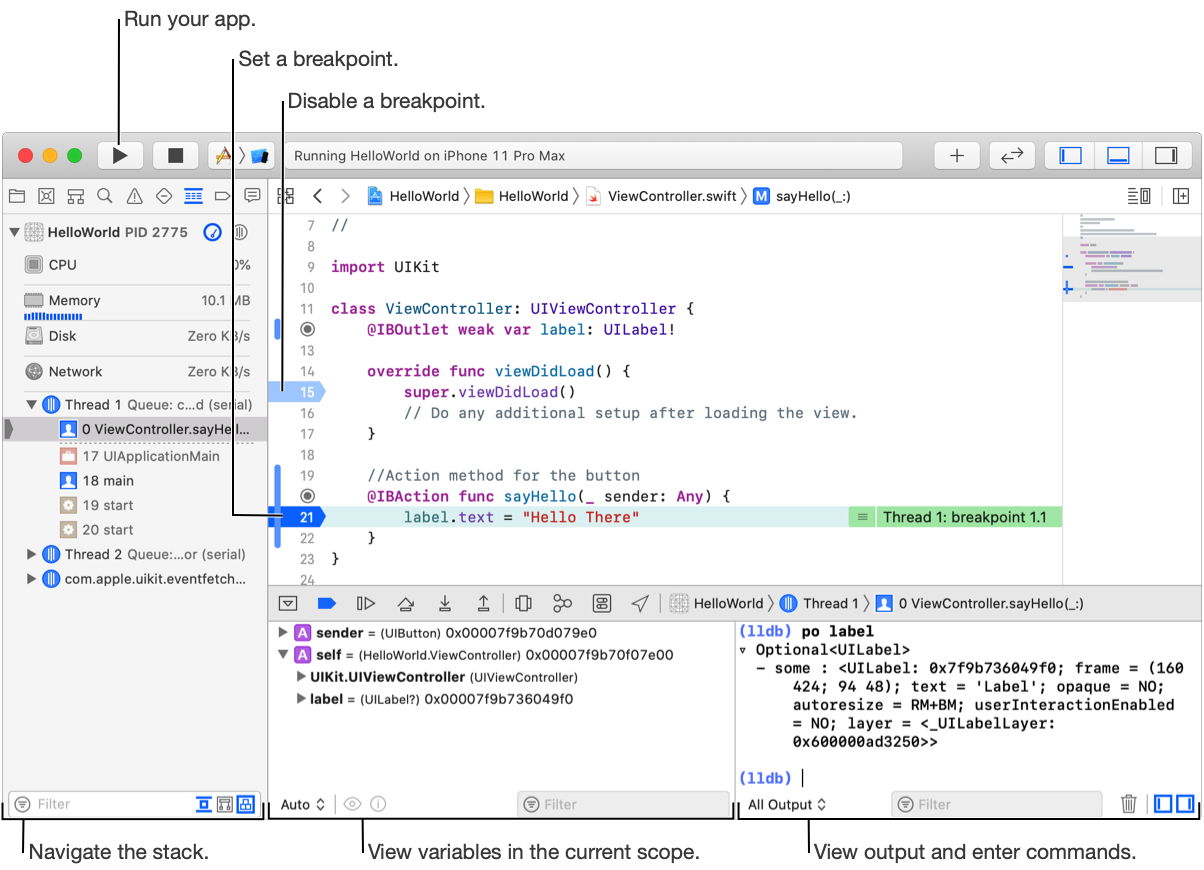 Run your app.
Set a breakpoint.
Disable a breakpoint.
Running HelloWorld on iPhone 11 Pro Max
HelloWorld PID 2775
CPU 0%
Memory 10.1 MB
Disk Zero KB/s
Network Zero KB/s
Thread 1 Queue: c...d (serial)
0 ViewController.sayHel...
17 UIApplicationMain
18 main
19 start
20 start
Thread 2 Queue:...or (serial)
com.apple.uikit.eventfetch...
Filter
HelloWorld HelloWorld ViewController.swift M sayHello(_:)
7 //
8
9 import UIKit
10
11 class ViewController: UIViewController {
@IBOutlet weak var label: UILabel!
13
14 override func viewDidLoad() {
15 super.viewDidLoad()
16 // Do any additional setup after loading the view.
17 }
18
19 //Action method for the button
@IBAction func sayHello(_ sender: Any) {
21 label.text = "Hello There" Thread 1: breakpoint 1.1
22 }
23 }
24
HelloWorld Thread 1 0 ViewController.sayHello(_:)
A sender = (UIButton) 0x00007f9b70d079e0
A self = (HelloWorld.ViewController) 0x00007f9b70f07e00
UIKit.UIViewController (UIViewController)
label = (UILabel?) 0x00007f9b736049f0
Auto Filter
(lldb) po label
Optional<UILabel>
– some : <UILabel: 0x7f9b736049f0; frame = (160
424; 94 48); text = 'Label'; opaque = NO;
autoresize = RM+BM; userInteractionEnabled
= NO; layer = <_UILabelLayer:
0x600000ad3250>>
(lldb)
All Output Filter
Navigate the stack.
View variables in the current scope.
View output and enter commands.